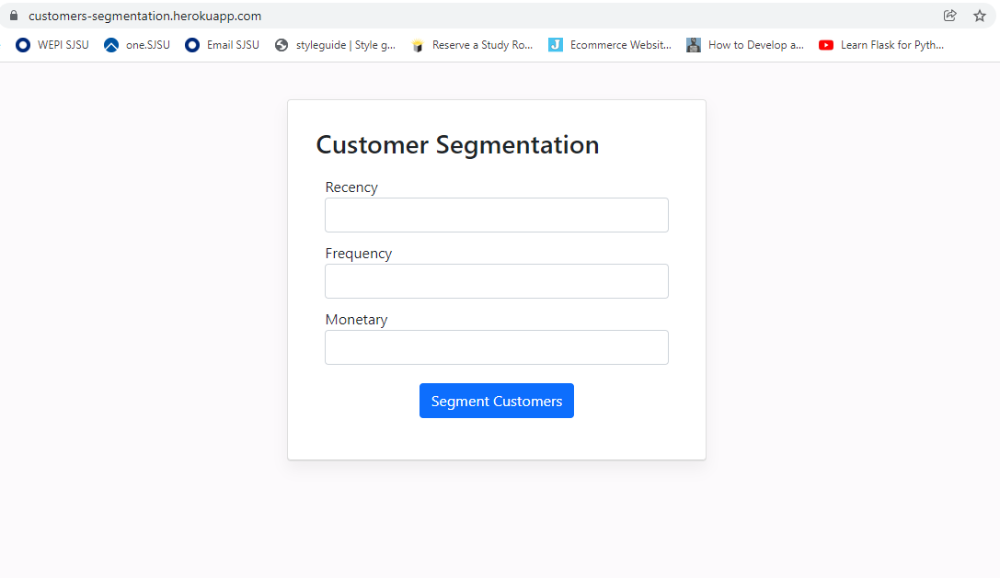 customers-segmentation.herokuapp.com
WEPI SJSU one.SJSU Email SJSU styleguide | Style g... Reserve a Study Ro... J Ecommerce Websit... How to Develop a... Learn Flask for Pyth...
Customer Segmentation
Recency
Frequency
Monetary
Segment Customers